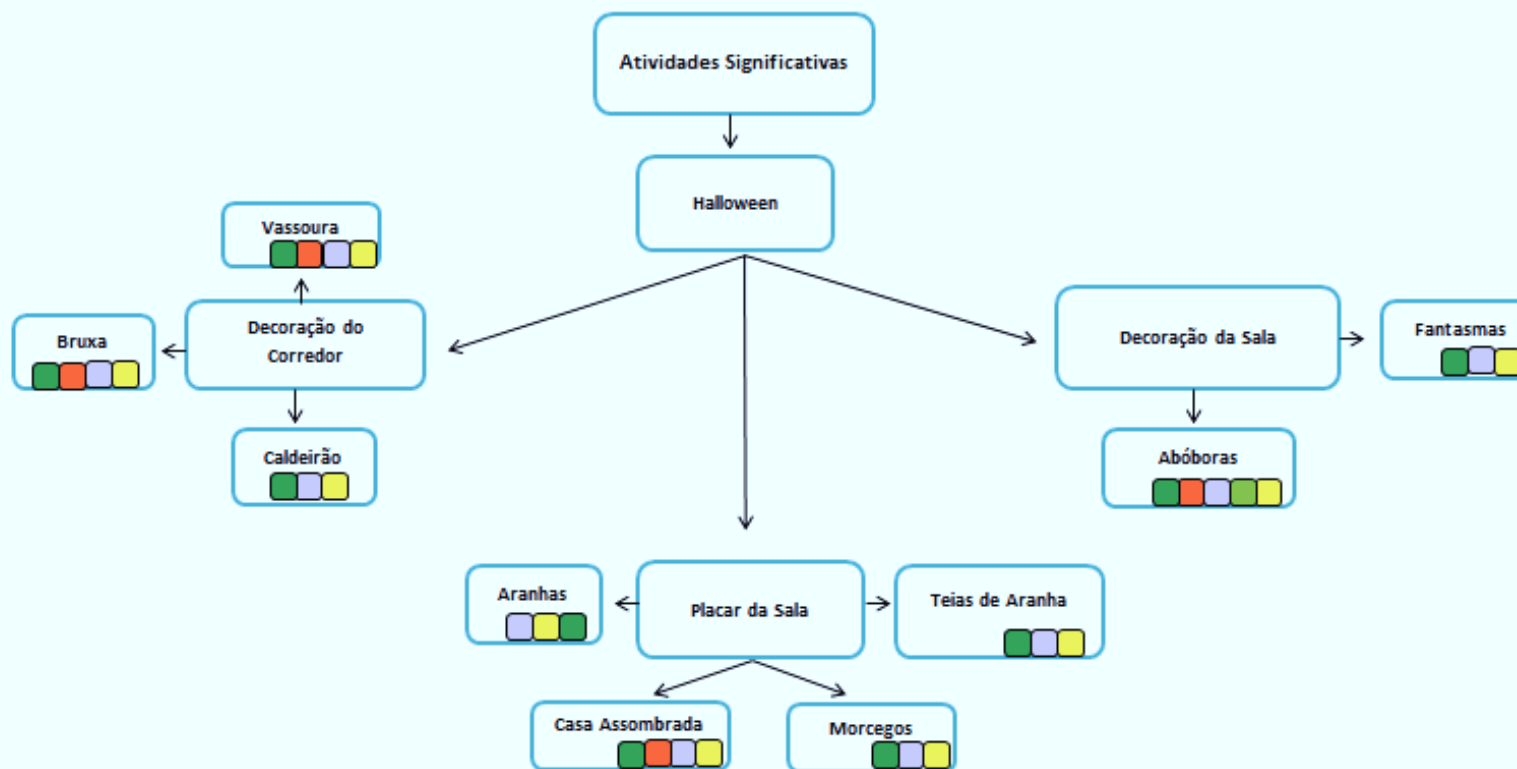 Atividades Significativas
Halloween
Vassoura
Bruxa
Decoração do
Corredor
Caldeirão
Decoração da Sala
Fantasmas
Abóboras
Aranhas
Placar da Sala
Teias de Aranha
Casa Assombrada
Morcegos